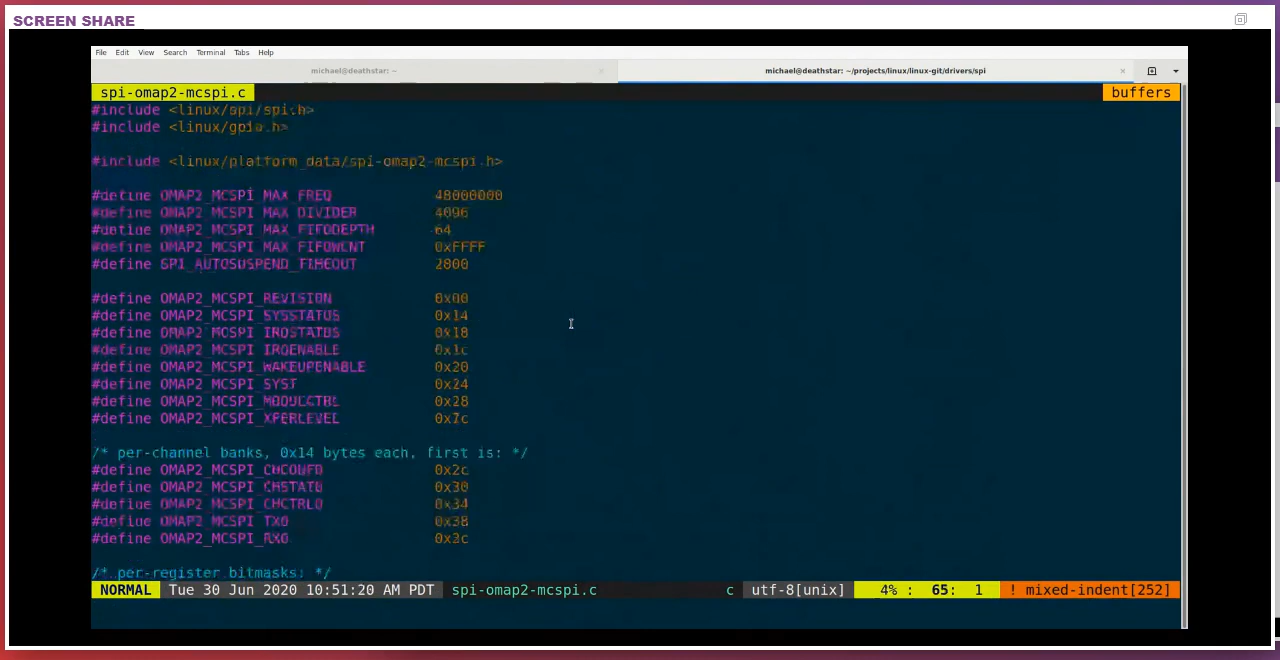 SCREEN SHARE
File Edit View Search Terminal Tabs Help
michael@deathstar: ~
michael@deathstar: ~/projects/linux/linux-git/drivers/spi
spi-omap2-mcspi.c
buffers
#include <linux/spi/spi.h>
#include <linux/gpio.h>
#include <linux/platform_data/spi-omap2-mcspi.h>
#define OMAP2_MCSPI_MAX_FREQ 48000000
#define OMAP2_MCSPI_MAX_DIVIDER 4096
#define OMAP2_MCSPI_MAX_FIFODEPTH 64
#define OMAP2_MCSPI_MAX_FIFOWCNT 0xFFFF
#define SPI_AUTOSUSPEND_TIMEOUT 2000
#define OMAP2_MCSPI_REVISION 0x00
#define OMAP2_MCSPI_SYSSTATUS 0x14
#define OMAP2_MCSPI_IRQSTATUS 0x18
#define OMAP2_MCSPI_IRQENABLE 0x1c
#define OMAP2_MCSPI_WAKEUPENABLE 0x20
#define OMAP2_MCSPI_SYST 0x24
#define OMAP2_MCSPI_MODULCTRL 0x28
#define OMAP2_MCSPI_XFERLEVEL 0x7c
/* per-channel banks, 0x14 bytes each, first is: */
#define OMAP2_MCSPI_CHCONF0 0x2c
#define OMAP2_MCSPI_CHSTAT0 0x30
#define OMAP2_MCSPI_CHCTRL0 0x34
#define OMAP2_MCSPI_TX0 0x38
#define OMAP2_MCSPI_RX0 0x3c
/* per-register bitmasks: */
NORMAL Tue 30 Jun 2020 10:51:20 AM PDT spi-omap2-mcspi.c c utf-8[unix] 4% : 65: 1 ! mixed-indent[252]